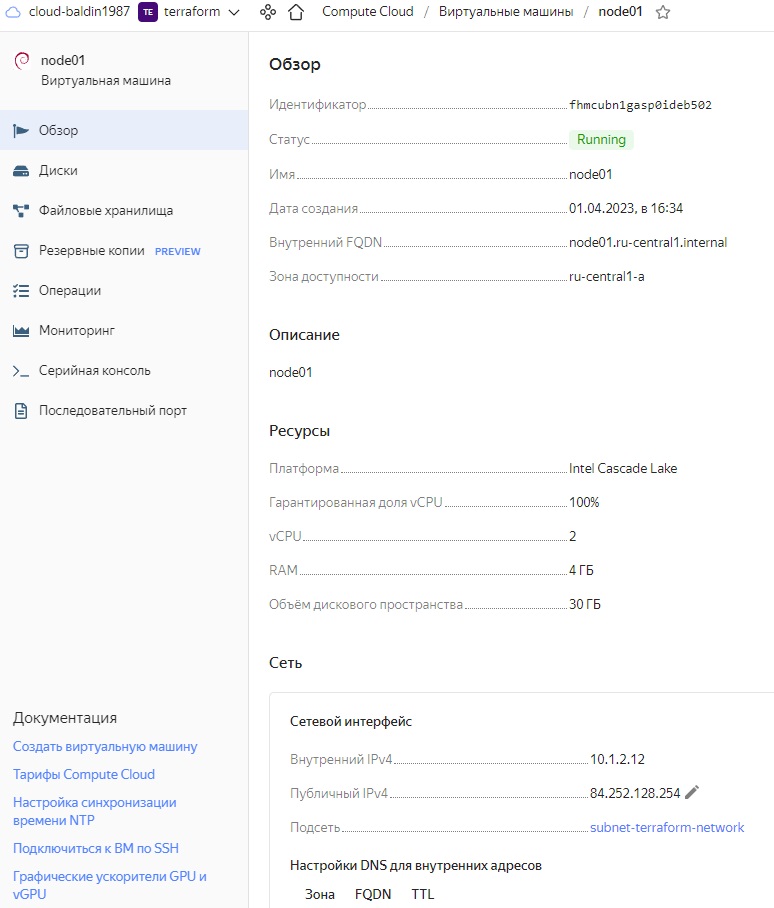 cloud-baldin1987 TE terraform Compute Cloud / Виртуальные машины / node01
node01
Виртуальная машина
Обзор
Диски
Файловые хранилища
Резервные копии PREVIEW
Операции
Мониторинг
Серийная консоль
Последовательный порт
Документация
Создать виртуальную машину
Тарифы Compute Cloud
Настройка синхронизации
времени NTP
Подключиться к ВМ по SSH
Графические ускорители GPU и
vGPU
Обзор
Идентификатор fhmcubn1gasp0ideb502
Статус Running
Имя node01
Дата создания 01.04.2023, в 16:34
Внутренний FQDN node01.ru-central1.internal
Зона доступности ru-central1-a
Описание
node01
Ресурсы
Платформа Intel Cascade Lake
Гарантированная доля vCPU 100%
vCPU 2
RAM 4 ГБ
Объём дискового пространства 30 ГБ
Сеть
Сетевой интерфейс
Внутренний IPv4 10.1.2.12
Публичный IPv4 84.252.128.254
Подсеть subnet-terraform-network
Настройки DNS для внутренних адресов
Зона FQDN TTL